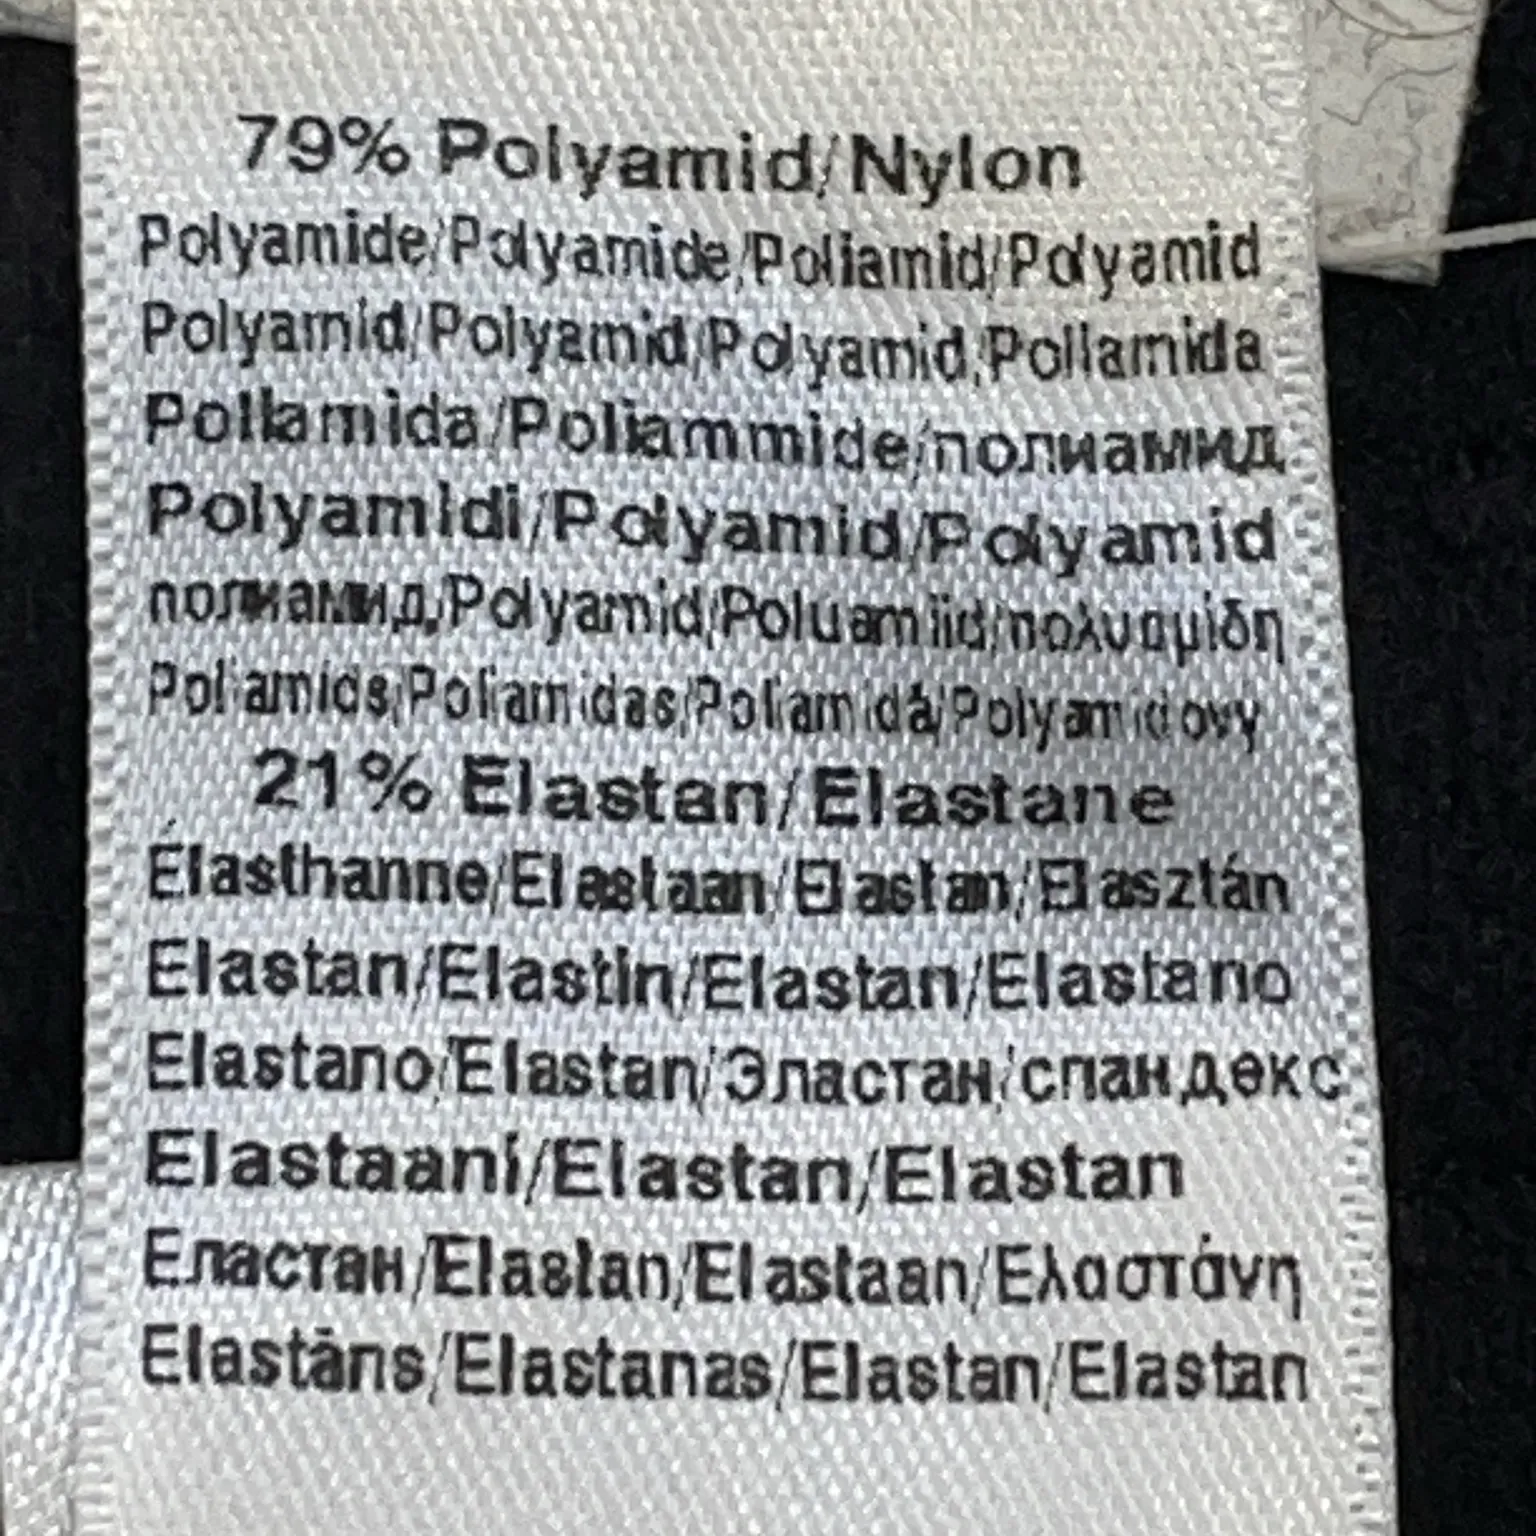 79% Polyamid/Nylon
Polyamide/Polyamide/Poliamid/Polyamid
Polyamid/Polyamid/Polyamid/Poliamida
Poliamida/Poliammide/полиамид
Polyamidi/Polyamid/Polyamid
полиамид/Polyamid/Poluamiid/πολυαμίδη
Poliamīds/Poliamidas/Poliamidă/Polyamidovy
21% Elastan/Elastane
Élasthanne/Elastaan/Elastan/Elasztán
Elastan/Elastin/Elastan/Elastano
Elastano/Elastan/Эластан/спандекс
Elastaani/Elastan/Elastan
Еластан/Elastan/Elastaan/Ελαστάνη
Elastāns/Elastanas/Elastan/Elastan